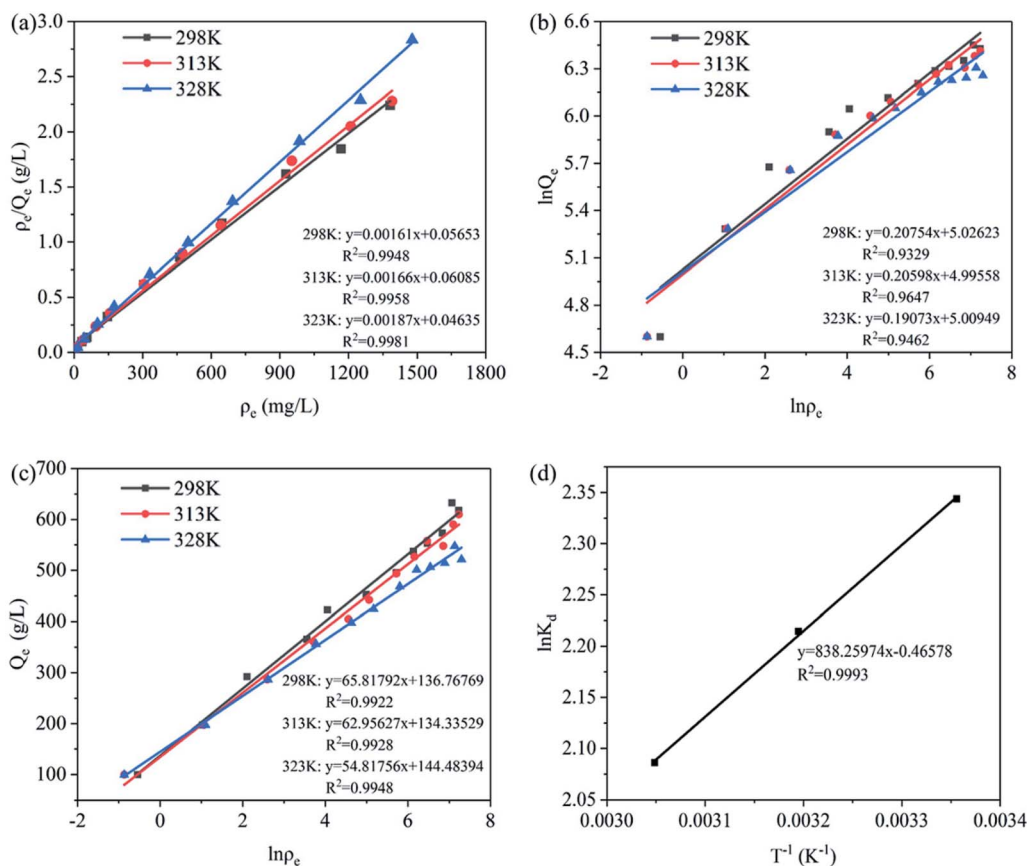 (a)
298K
313K
328K
3.0
2.5
2.0
1.5
1.0
0.5
0.0
ρe/Qe (g/L)
298K: y=0.00161x+0.05653
R²=0.9948
313K: y=0.00166x+0.06085
R²=0.9958
323K: y=0.00187x+0.04635
R²=0.9981
0 300 600 900 1200 1500 1800
ρe (mg/L)
(b)
298K
313K
328K
6.6
6.3
6.0
5.7
5.4
5.1
4.8
4.5
lnQe
298K: y=0.20754x+5.02623
R²=0.9329
313K: y=0.20598x+4.99558
R²=0.9647
323K: y=0.19073x+5.00949
R²=0.9462
-2 0 2 4 6 8
lnρe
(c)
298K
313K
328K
700
600
500
400
300
200
100
Qe (g/L)
298K: y=65.81792x+136.76769
R²=0.9922
313K: y=62.95627x+134.33529
R²=0.9928
323K: y=54.81756x+144.48394
R²=0.9948
-2 0 2 4 6 8
lnρe
(d)
2.35
2.30
2.25
2.20
2.15
2.10
2.05
lnKd
y=838.25974x-0.46578
R²=0.9993
0.0030 0.0031 0.0032 0.0033 0.0034
T⁻¹ (K⁻¹)